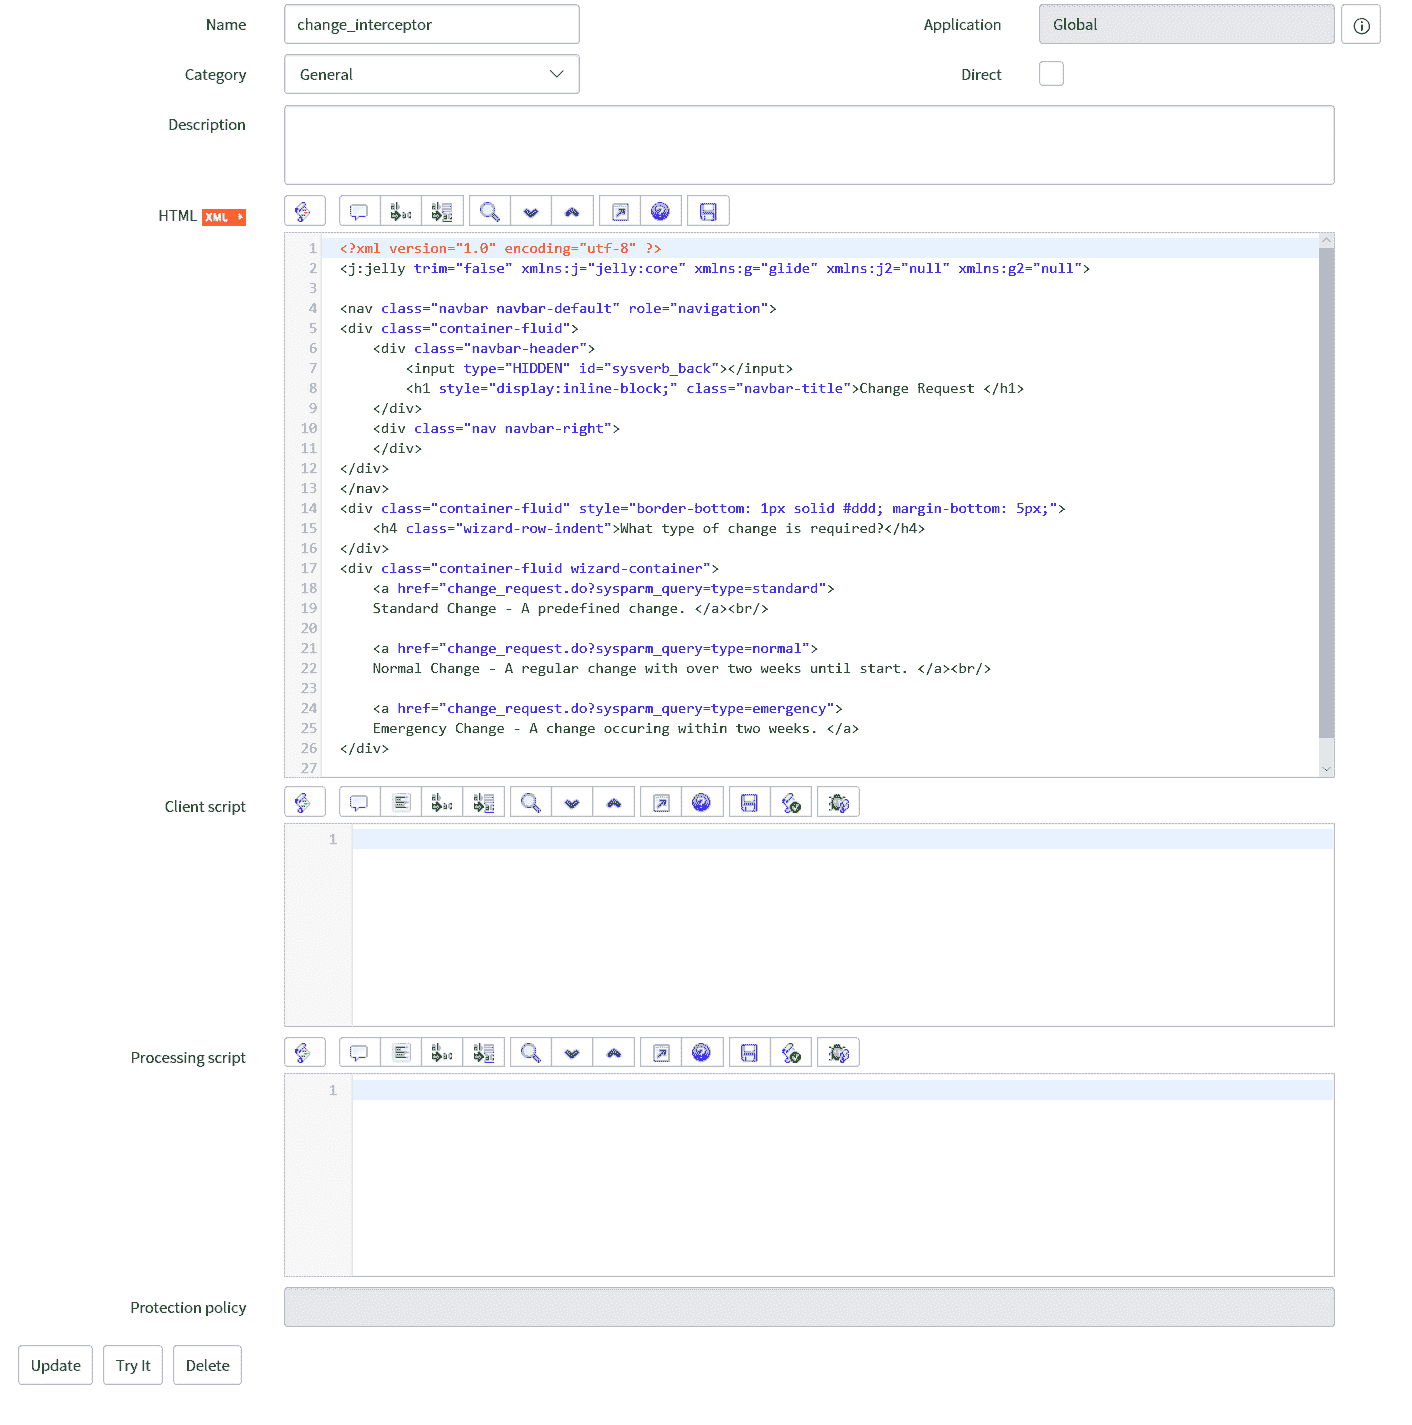 Name change_interceptor Application Global
Category General Direct
Description
HTML XML
1 <?xml version="1.0" encoding="utf-8" ?>
2 <j:jelly trim="false" xmlns:j="jelly:core" xmlns:g="glide" xmlns:j2="null" xmlns:g2="null">
3
4 <nav class="navbar navbar-default" role="navigation">
5 <div class="container-fluid">
6     <div class="navbar-header">
7         <input type="HIDDEN" id="sysverb_back"></input>
8         <h1 style="display:inline-block;" class="navbar-title">Change Request </h1>
9     </div>
10     <div class="nav navbar-right">
11     </div>
12 </div>
13 </nav>
14 <div class="container-fluid" style="border-bottom: 1px solid #ddd; margin-bottom: 5px;">
15     <h4 class="wizard-row-indent">What type of change is required?</h4>
16 </div>
17 <div class="container-fluid wizard-container">
18     <a href="change_request.do?sysparm_query=type=standard">
19     Standard Change - A predefined change. </a><br/>
20
21     <a href="change_request.do?sysparm_query=type=normal">
22     Normal Change - A regular change with over two weeks until start. </a><br/>
23
24     <a href="change_request.do?sysparm_query=type=emergency">
25     Emergency Change - A change occuring within two weeks. </a>
26 </div>
27
Client script
1
Processing script
1
Protection policy
Update Try It Delete